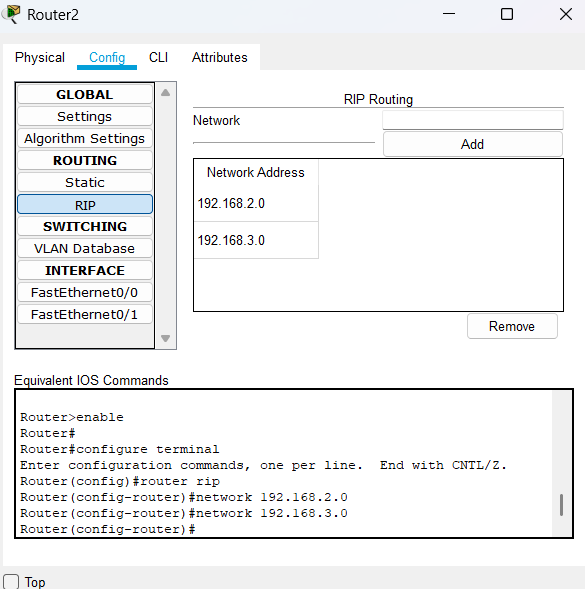 Router2
Physical Config CLI Attributes
GLOBAL
Settings
Algorithm Settings
ROUTING
Static
RIP
SWITCHING
VLAN Database
INTERFACE
FastEthernet0/0
FastEthernet0/1
RIP Routing
Network
Add
Network Address
192.168.2.0
192.168.3.0
Remove
Equivalent IOS Commands
Router>enable
Router#
Router#configure terminal
Enter configuration commands, one per line.  End with CNTL/Z.
Router(config)#router rip
Router(config-router)#network 192.168.2.0
Router(config-router)#network 192.168.3.0
Router(config-router)#
Top